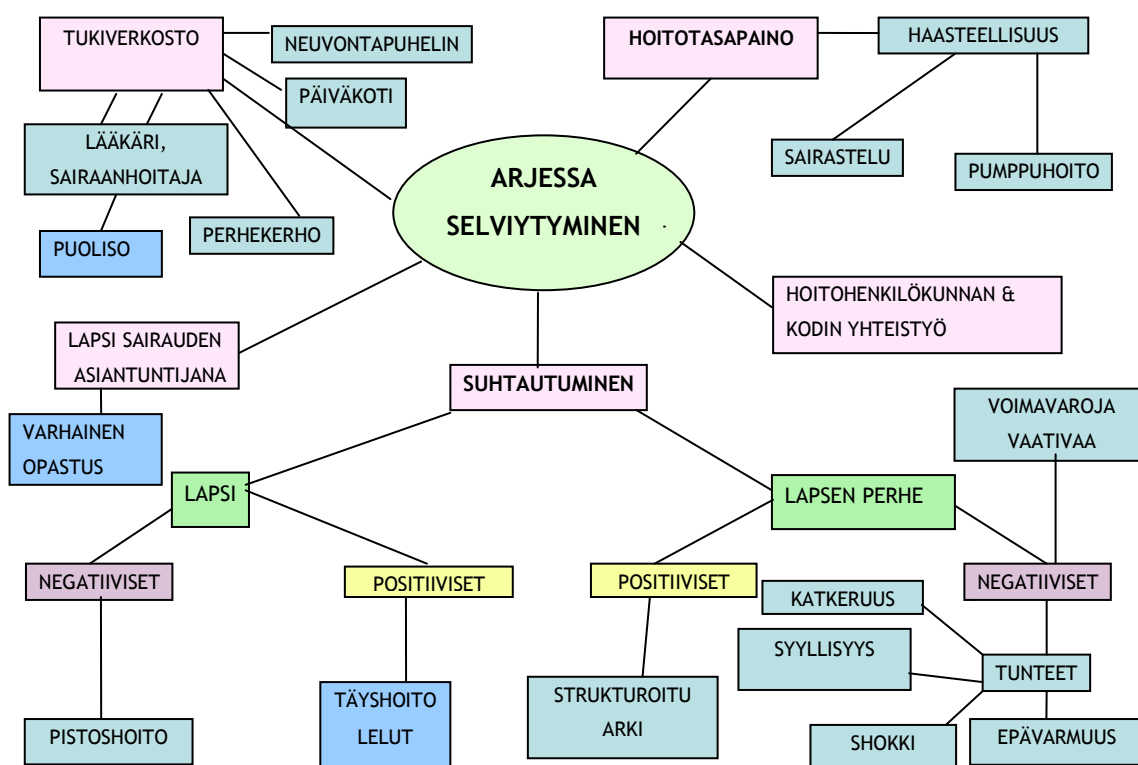 TUKIVERKOSTO
NEUVONTAPUHELIN
PÄIVÄKOTI
LÄÄKÄRI,
SAIRAANHOITAJA
PUOLISO
PERHEKERHO
HOITOTASAPAINO
HAASTEELLISUUS
SAIRASTELU
PUMPPUHOITO
ARJESSA
SELVIYTYMINEN
HOITOHENKILÖKUNNAN &
KODIN YHTEISTYÖ
LAPSI SAIRAUDEN
ASIANTUNTIJANA
VARHAINEN
OPASTUS
SUHTAUTUMINEN
LAPSI
LAPSEN PERHE
VOIMAVAROJA
VAATIVAA
NEGATIIVISET
POSITIIVISET
POSITIIVISET
NEGATIIVISET
PISTOSHOITO
TÄYSHOITO
LELUT
STRUKTUROITU
ARKI
KATKERUUS
SYYLLISYYS
TUNTEET
SHOKKI
EPÄVARMUUS